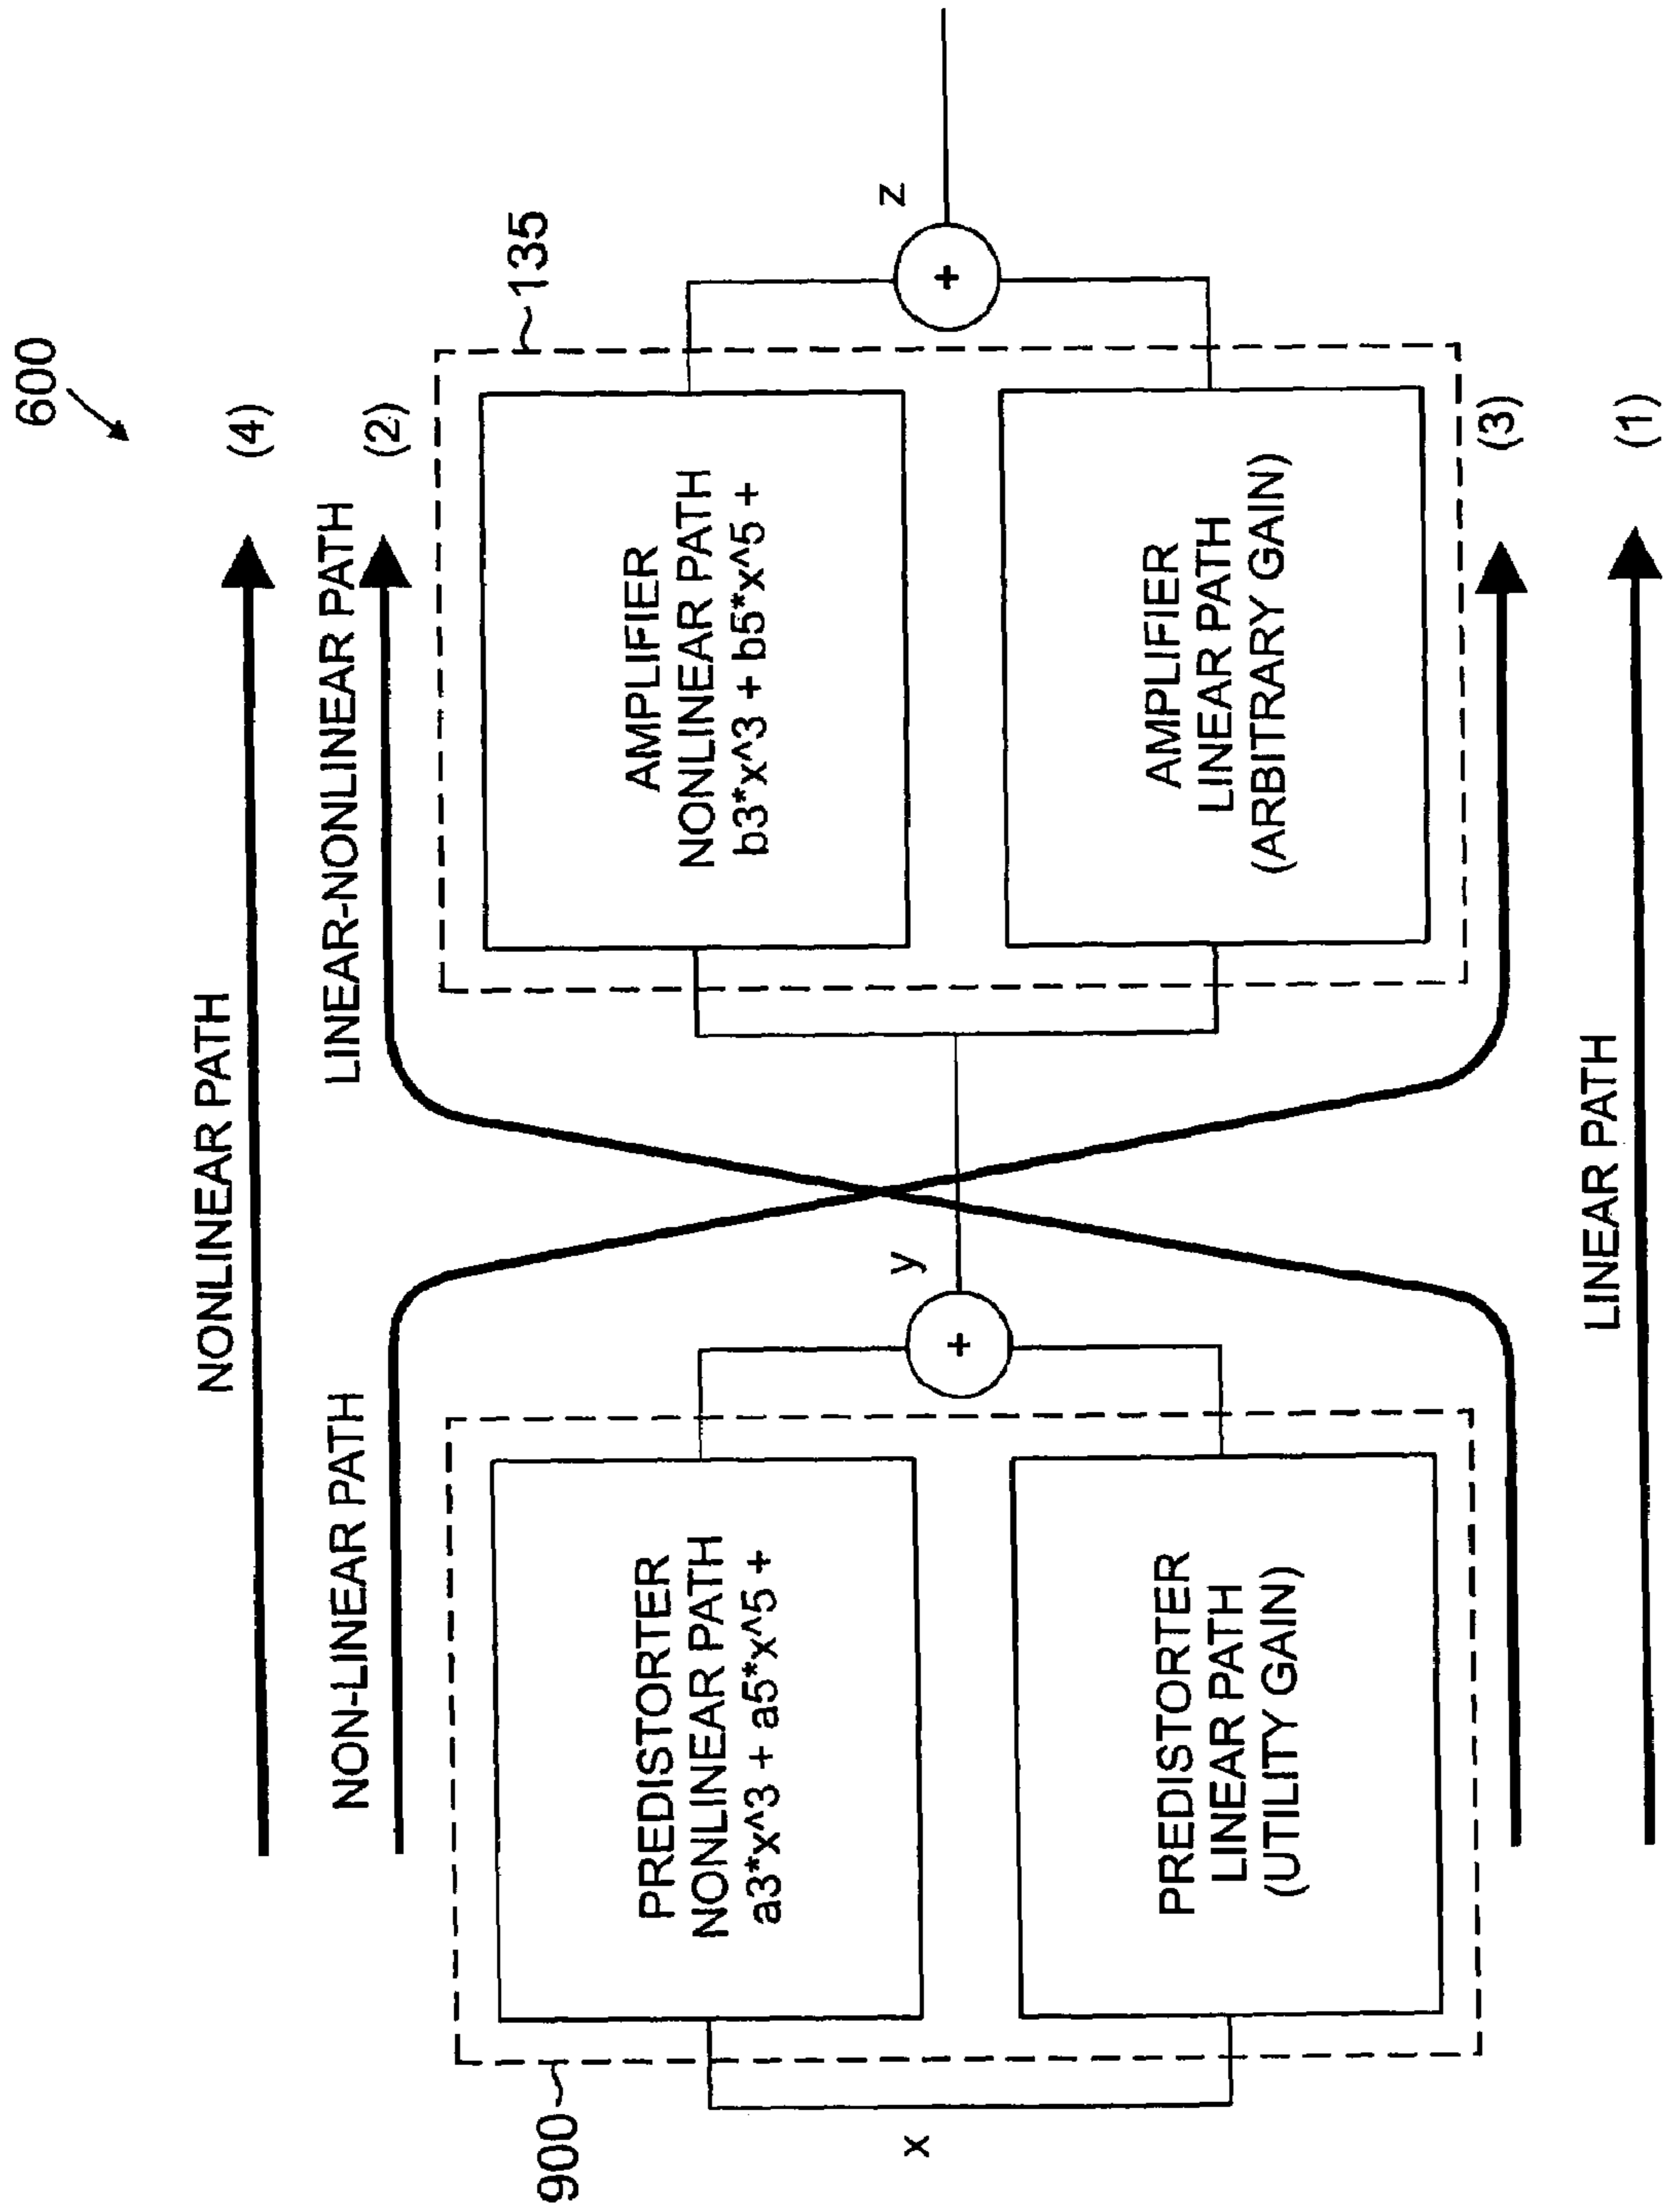 600
NONLINEAR PATH
(4)
NON-LINEAR PATH
LINEAR-NONLINEAR PATH
(2)
900
135
PREDISTORTER
NONLINEAR PATH
a3*x^3 + a5*x^5 +
AMPLIFIER
NONLINEAR PATH
b3*x^3 + b5*x^5 +
x
+
y
+
z
PREDISTORTER
LINEAR PATH
(UTILITY GAIN)
AMPLIFIER
LINEAR PATH
(ARBITRARY GAIN)
(3)
LINEAR PATH
(1)